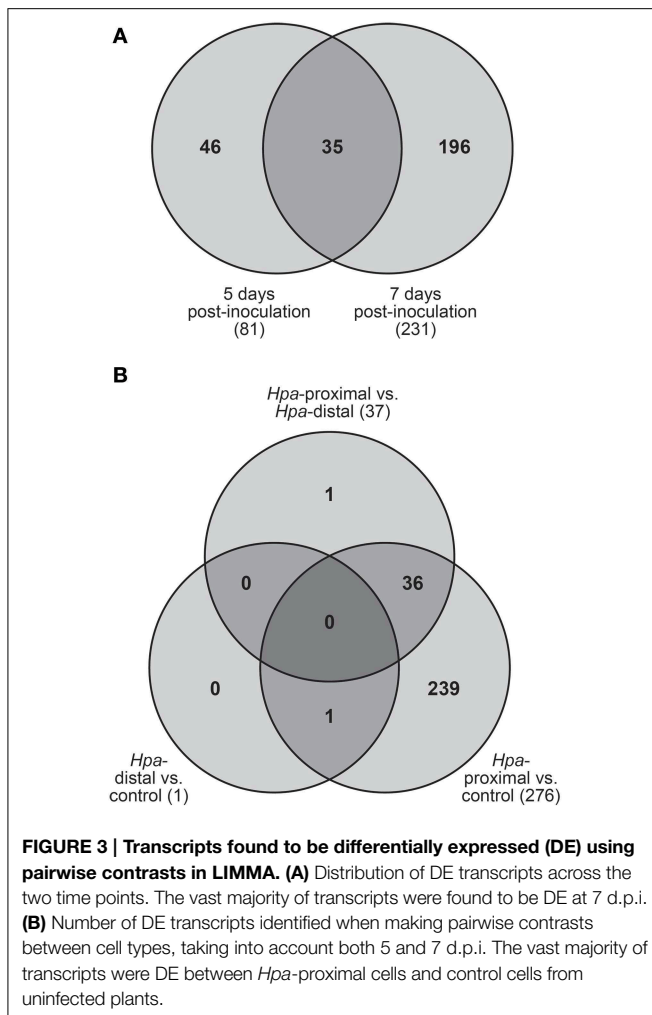 A
46
35
196
5 days
post-inoculation
(81)
7 days
post-inoculation
(231)
B
Hpa-proximal vs.
Hpa-distal (37)
1
0
36
0
0
1
239
Hpa-
distal vs.
control (1)
Hpa-
proximal vs.
control (276)
FIGURE 3 | Transcripts found to be differentially expressed (DE) using
pairwise contrasts in LIMMA. (A) Distribution of DE transcripts across the
two time points. The vast majority of transcripts were found to be DE at 7 d.p.i.
(B) Number of DE transcripts identified when making pairwise contrasts
between cell types, taking into account both 5 and 7 d.p.i. The vast majority of
transcripts were DE between Hpa-proximal cells and control cells from
uninfected plants.